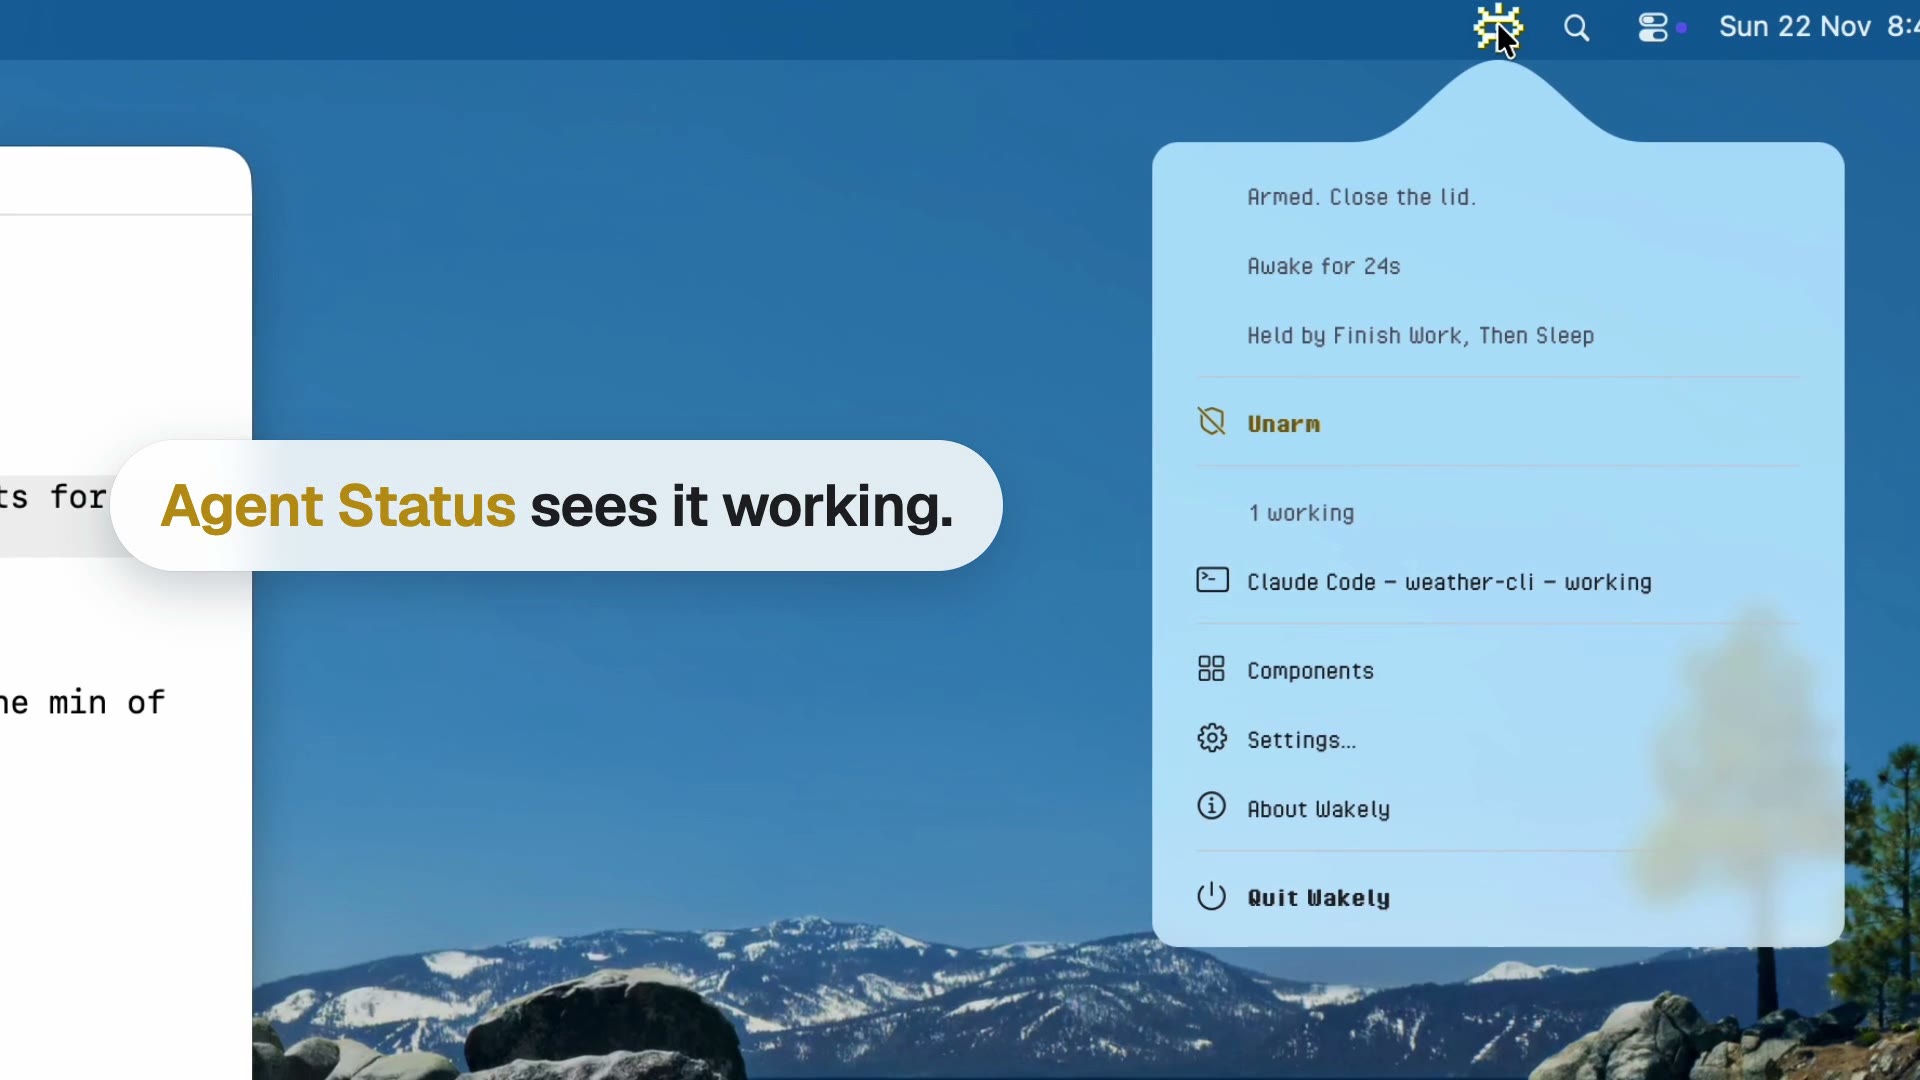 Sun 22 Nov 8:4
Armed. Close the lid.
Awake for 24s
Held by Finish Work, Then Sleep
Unarm
ts for
Agent Status sees it working.
1 working
Claude Code – weather-cli – working
Components
ne min of
Settings...
About Wakely
Quit Wakely